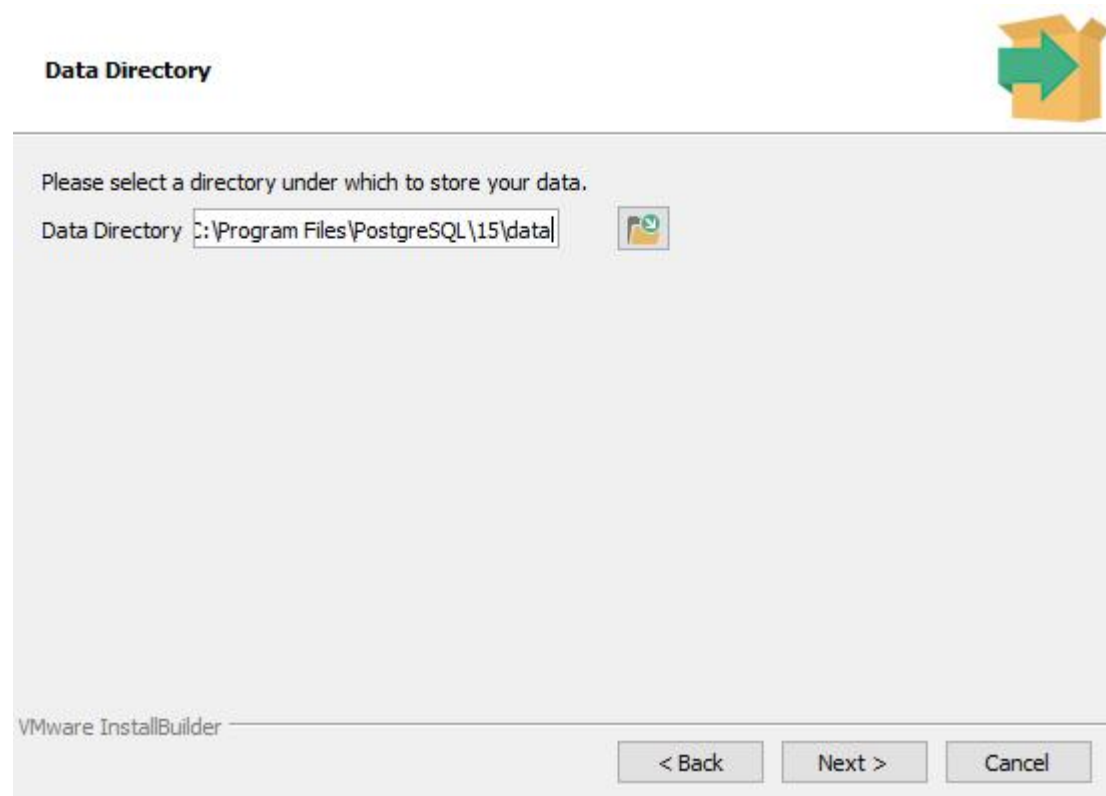 Data Directory
Please select a directory under which to store your data.
Data Directory C:\Program Files\PostgreSQL\15\data
VMware InstallBuilder
< Back Next > Cancel